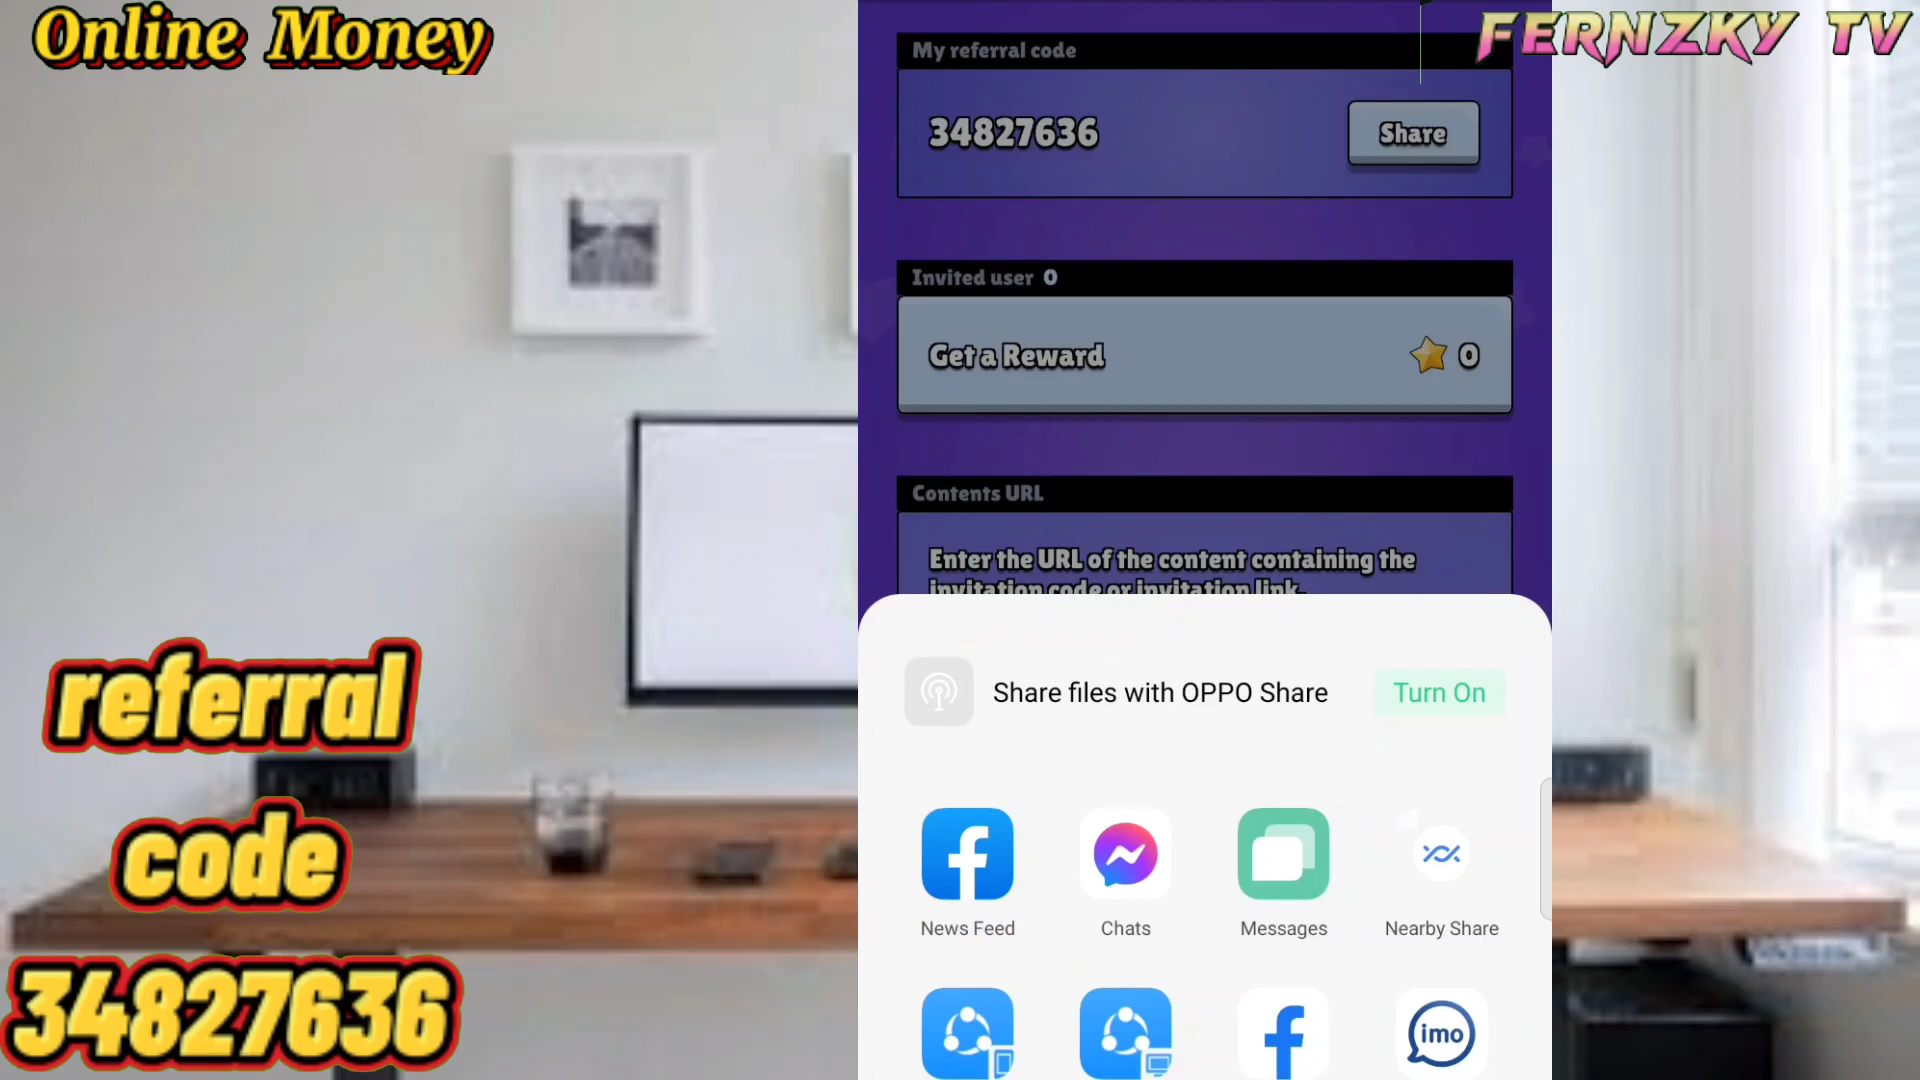 Online Money
FERNZKY TV
My referral code
34827636
Share
Invited user 0
Get a Reward
0
Contents URL
Enter the URL of the content containing the
invitation code or invitation link.
Share files with OPPO Share
Turn On
News Feed
Chats
Messages
Nearby Share
imo
referral
code
34827636